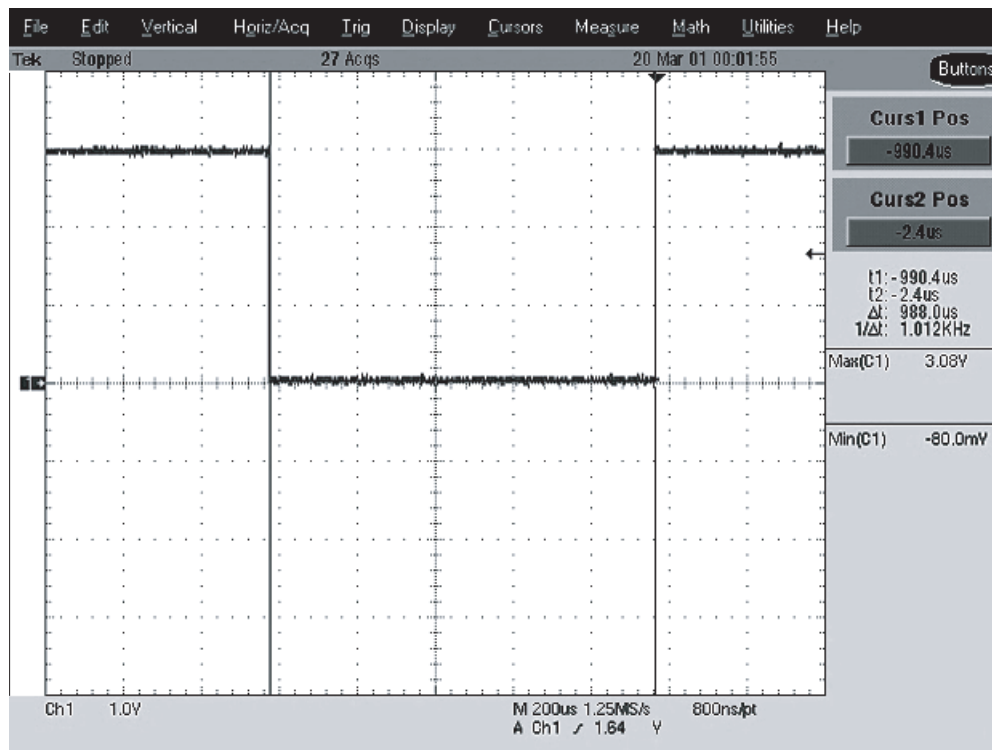 File Edit Vertical Horiz/Acq Trig Display Cursors Measure Math Utilities Help
Tek Stopped 27 Acqs 20 Mar 01 00:01:55
Buttons
Curs1 Pos
-990.4us
Curs2 Pos
-2.4us
t1: -990.4us
t2: -2.4us
Δt: 988.0us
1/Δt: 1.012KHz
Max(C1) 3.08V
Min(C1) -80.0mV
Ch1 1.0V M 200us 1.25MS/s 800ns/pt
A Ch1 ƒ 1.64 V